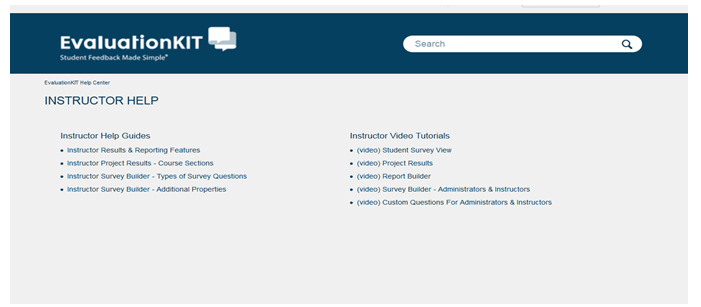 EvaluationKIT
Student Feedback Made Simple®
Search
EvaluationKIT Help Center
INSTRUCTOR HELP
Instructor Help Guides
Instructor Results & Reporting Features
Instructor Project Results - Course Sections
Instructor Survey Builder - Types of Survey Questions
Instructor Survey Builder - Additional Properties
Instructor Video Tutorials
(video) Student Survey View
(video) Project Results
(video) Report Builder
(video) Survey Builder - Administrators & Instructors
(video) Custom Questions For Administrators & Instructors